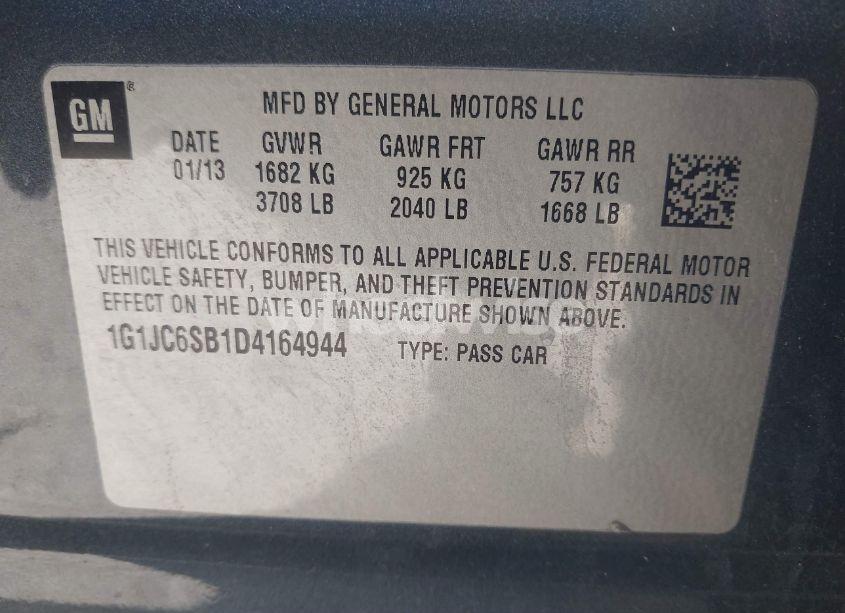 GM®
MFD BY GENERAL MOTORS LLC
DATE GVWR GAWR FRT GAWR RR
01/13 1682 KG 925 KG 757 KG
3708 LB 2040 LB 1668 LB
THIS VEHICLE CONFORMS TO ALL APPLICABLE U.S. FEDERAL MOTOR
VEHICLE SAFETY, BUMPER, AND THEFT PREVENTION STANDARDS IN
EFFECT ON THE DATE OF MANUFACTURE SHOWN ABOVE.
1G1JC6SB1D4164944 TYPE: PASS CAR